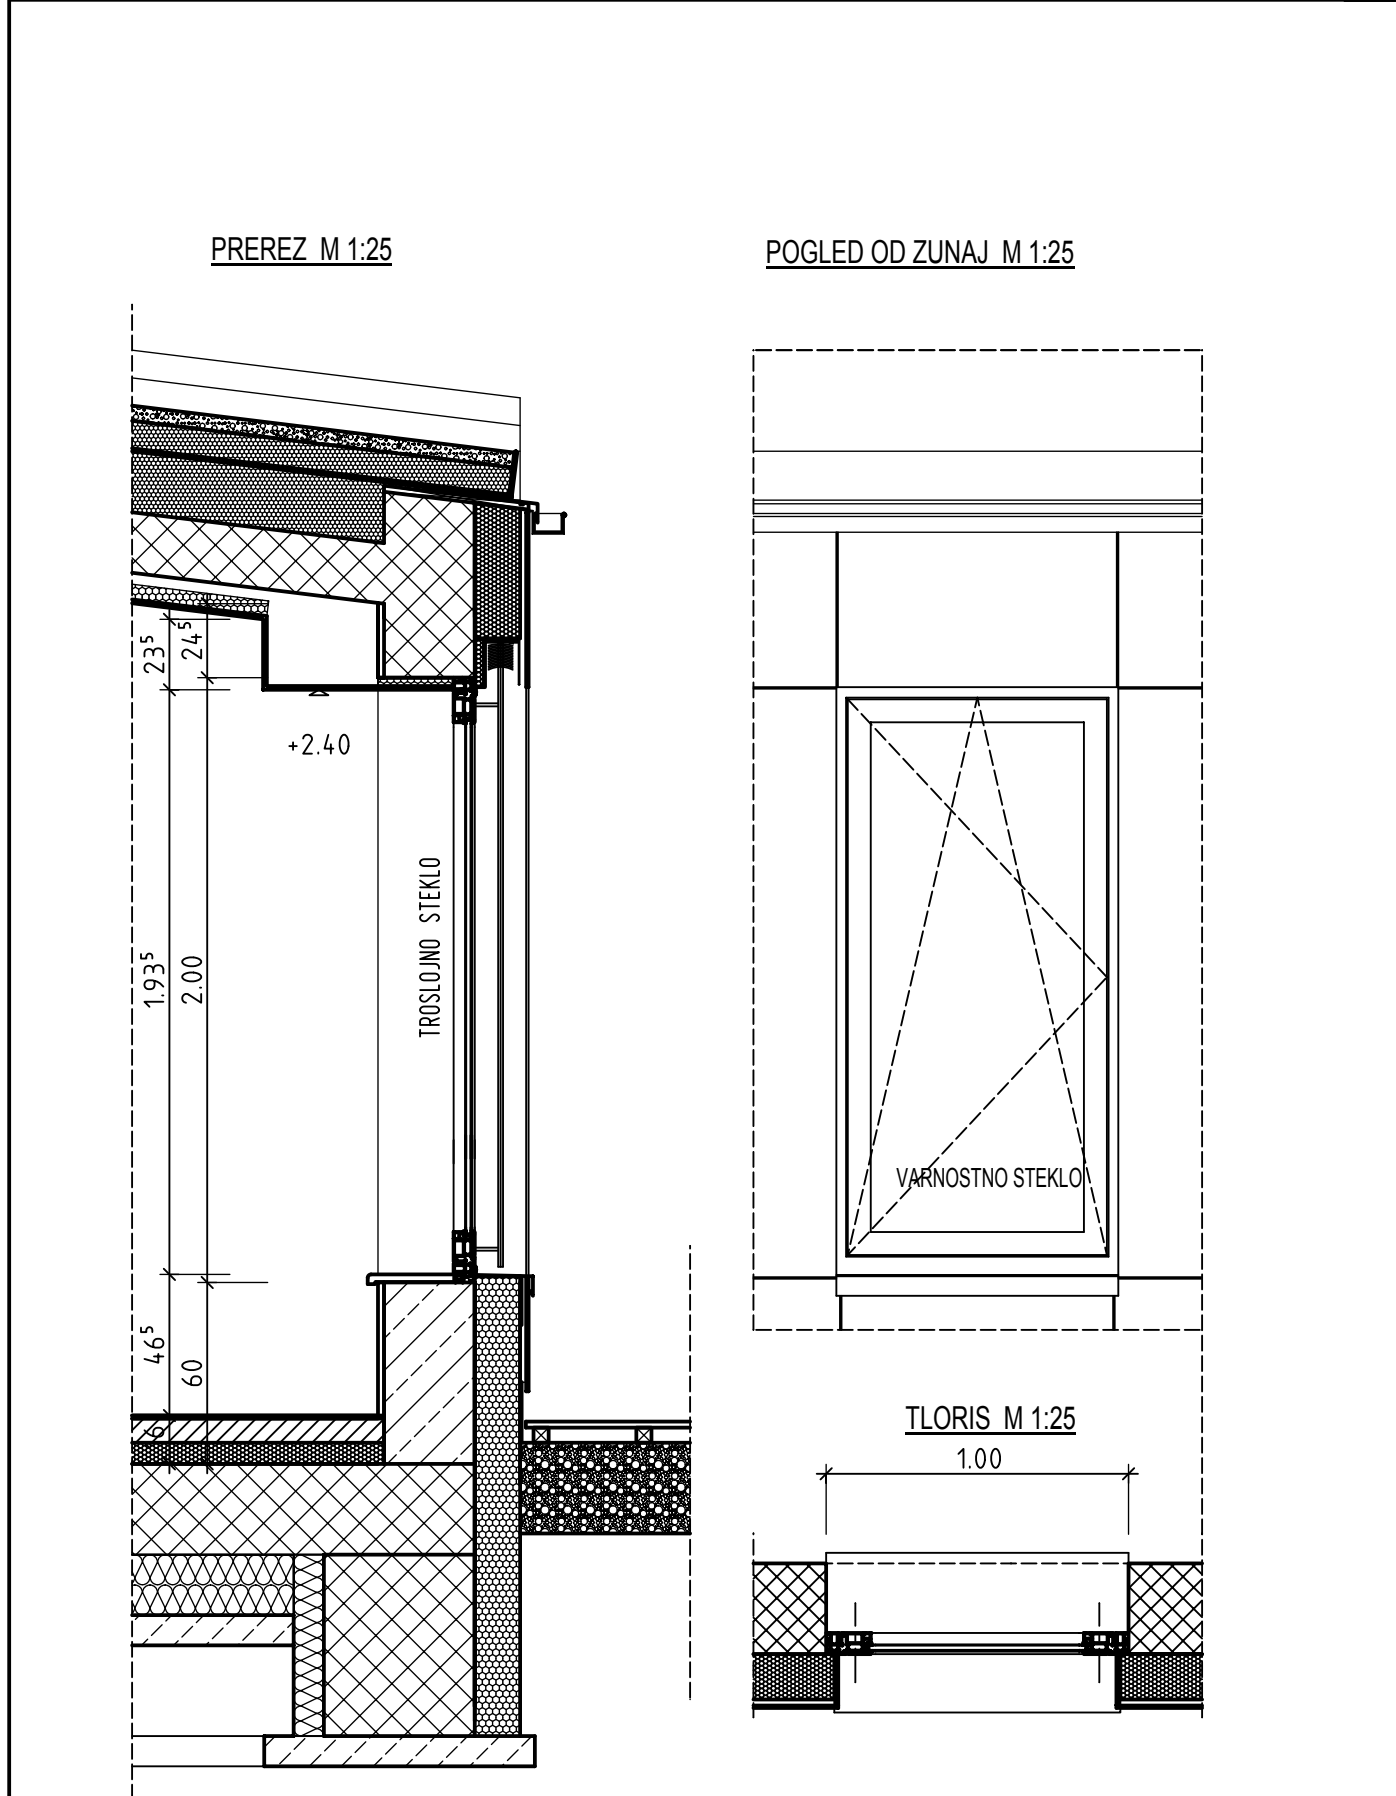 PREREZ M 1:25
POGLED OD ZUNAJ M 1:25
23⁵
24⁵
+2.40
TROSLOJNO STEKLO
1.93⁵
2.00
VARNOSTNO STEKLO
46⁵
60
6
TLORIS M 1:25
1.00